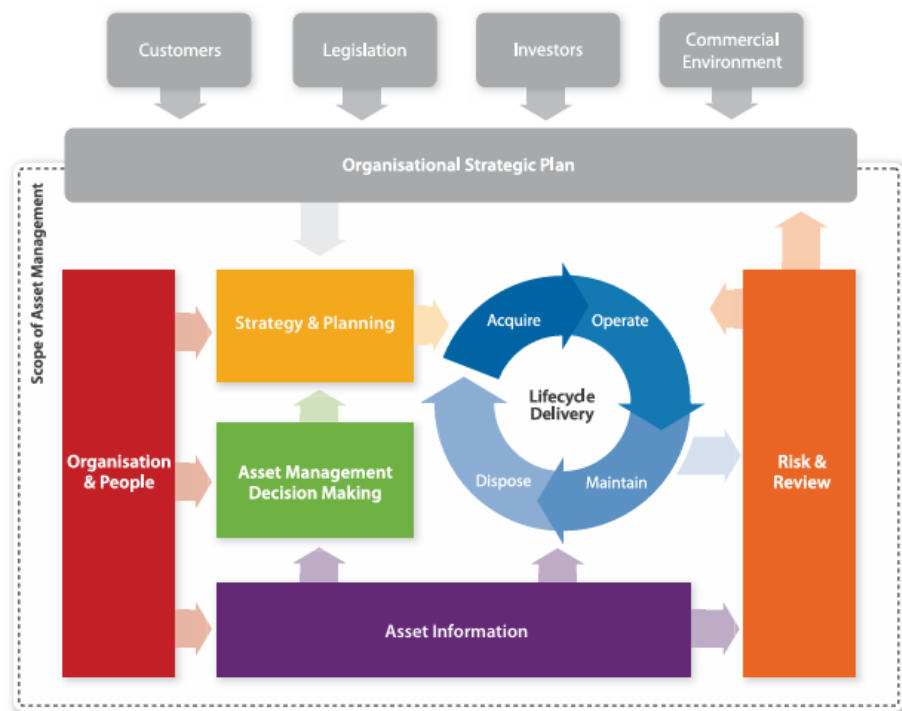 Customers
Legislation
Investors
Commercial
Environment
Organisational Strategic Plan
Scope of Asset Management
Strategy & Planning
Acquire
Operate
Lifecycle
Delivery
Organisation
& People
Asset Management
Decision Making
Dispose
Maintain
Risk &
Review
Asset Information